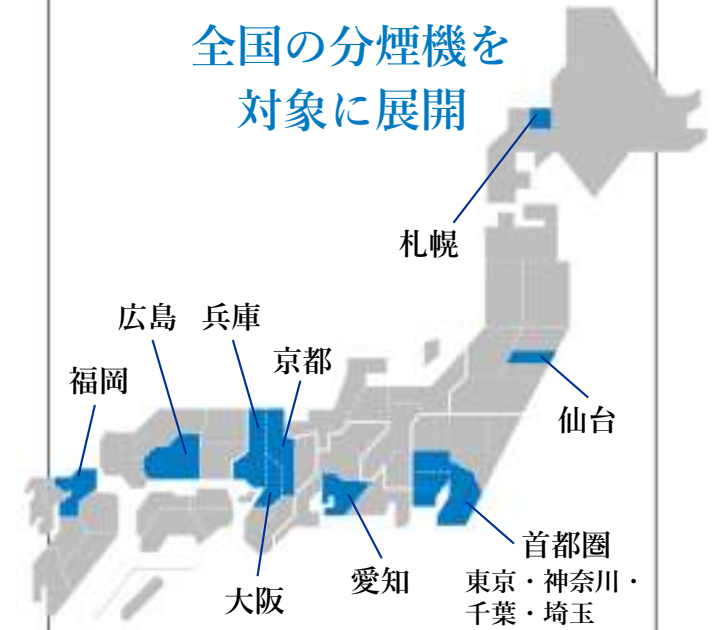 全国の分煙機を
対象に展開
札幌
広島
兵庫
京都
福岡
仙台
首都圏
東京・神奈川・
千葉・埼玉
愛知
大阪